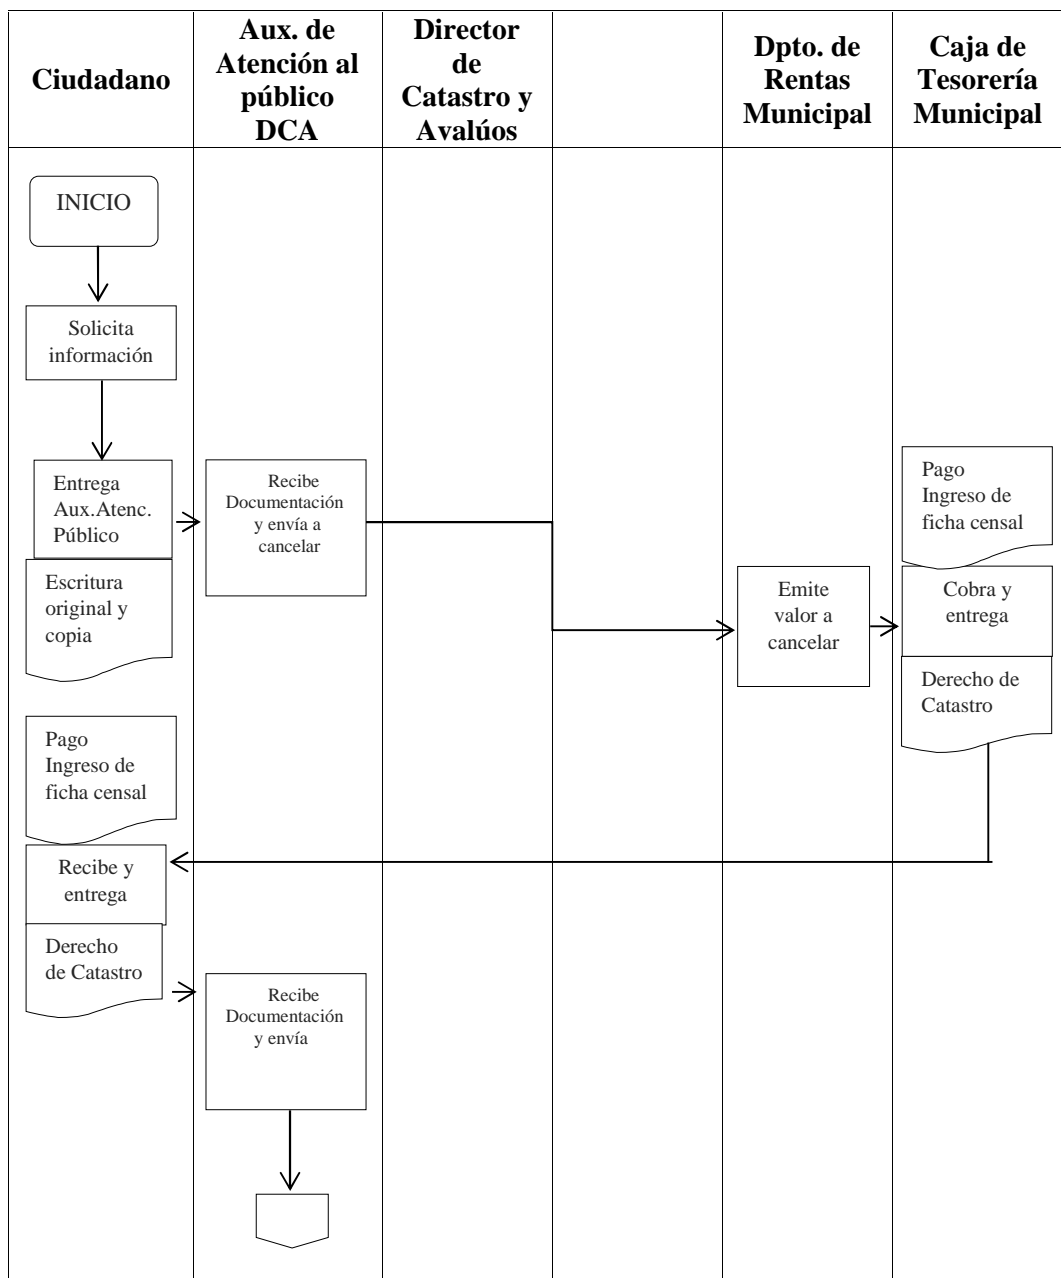 Ciudadano
Aux. de
Atención al
público
DCA
Director
de
Catastro y
Avalúos
Dpto. de
Rentas
Municipal
Caja de
Tesorería
Municipal
INICIO
Solicita
información
Entrega
Aux.Atenc.
Público
Escritura
original y
copia
Recibe
Documentación
y envía a
cancelar
Emite
valor a
cancelar
Pago
Ingreso de
ficha censal
Cobra y
entrega
Derecho de
Catastro
Pago
Ingreso de
ficha censal
Recibe y
entrega
Derecho
de Catastro
Recibe
Documentación
y envía